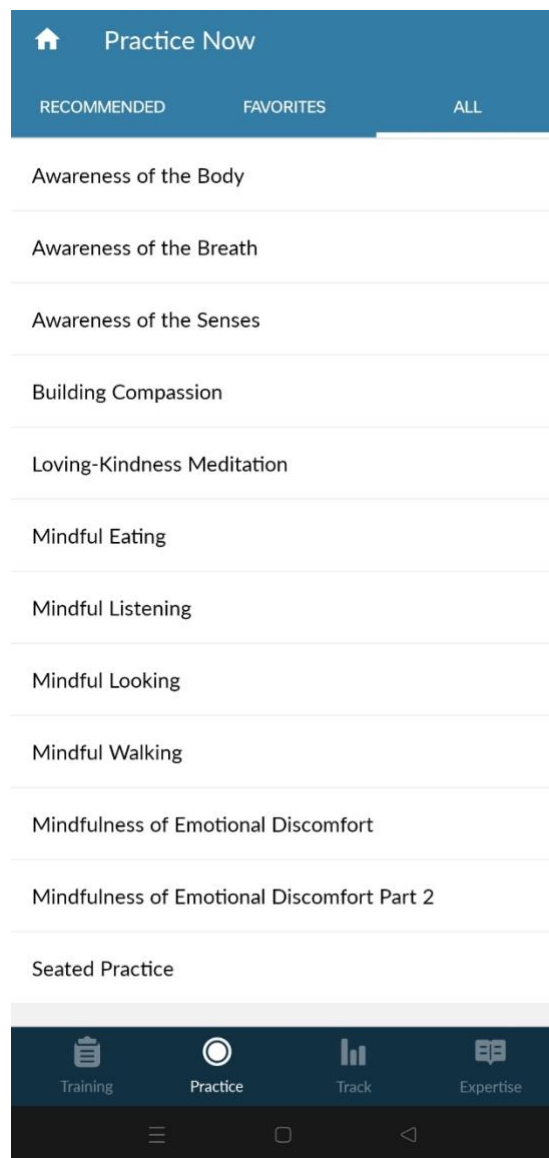 Practice Now
RECOMMENDED FAVORITES ALL
Awareness of the Body
Awareness of the Breath
Awareness of the Senses
Building Compassion
Loving-Kindness Meditation
Mindful Eating
Mindful Listening
Mindful Looking
Mindful Walking
Mindfulness of Emotional Discomfort
Mindfulness of Emotional Discomfort Part 2
Seated Practice
Training Practice Track Expertise